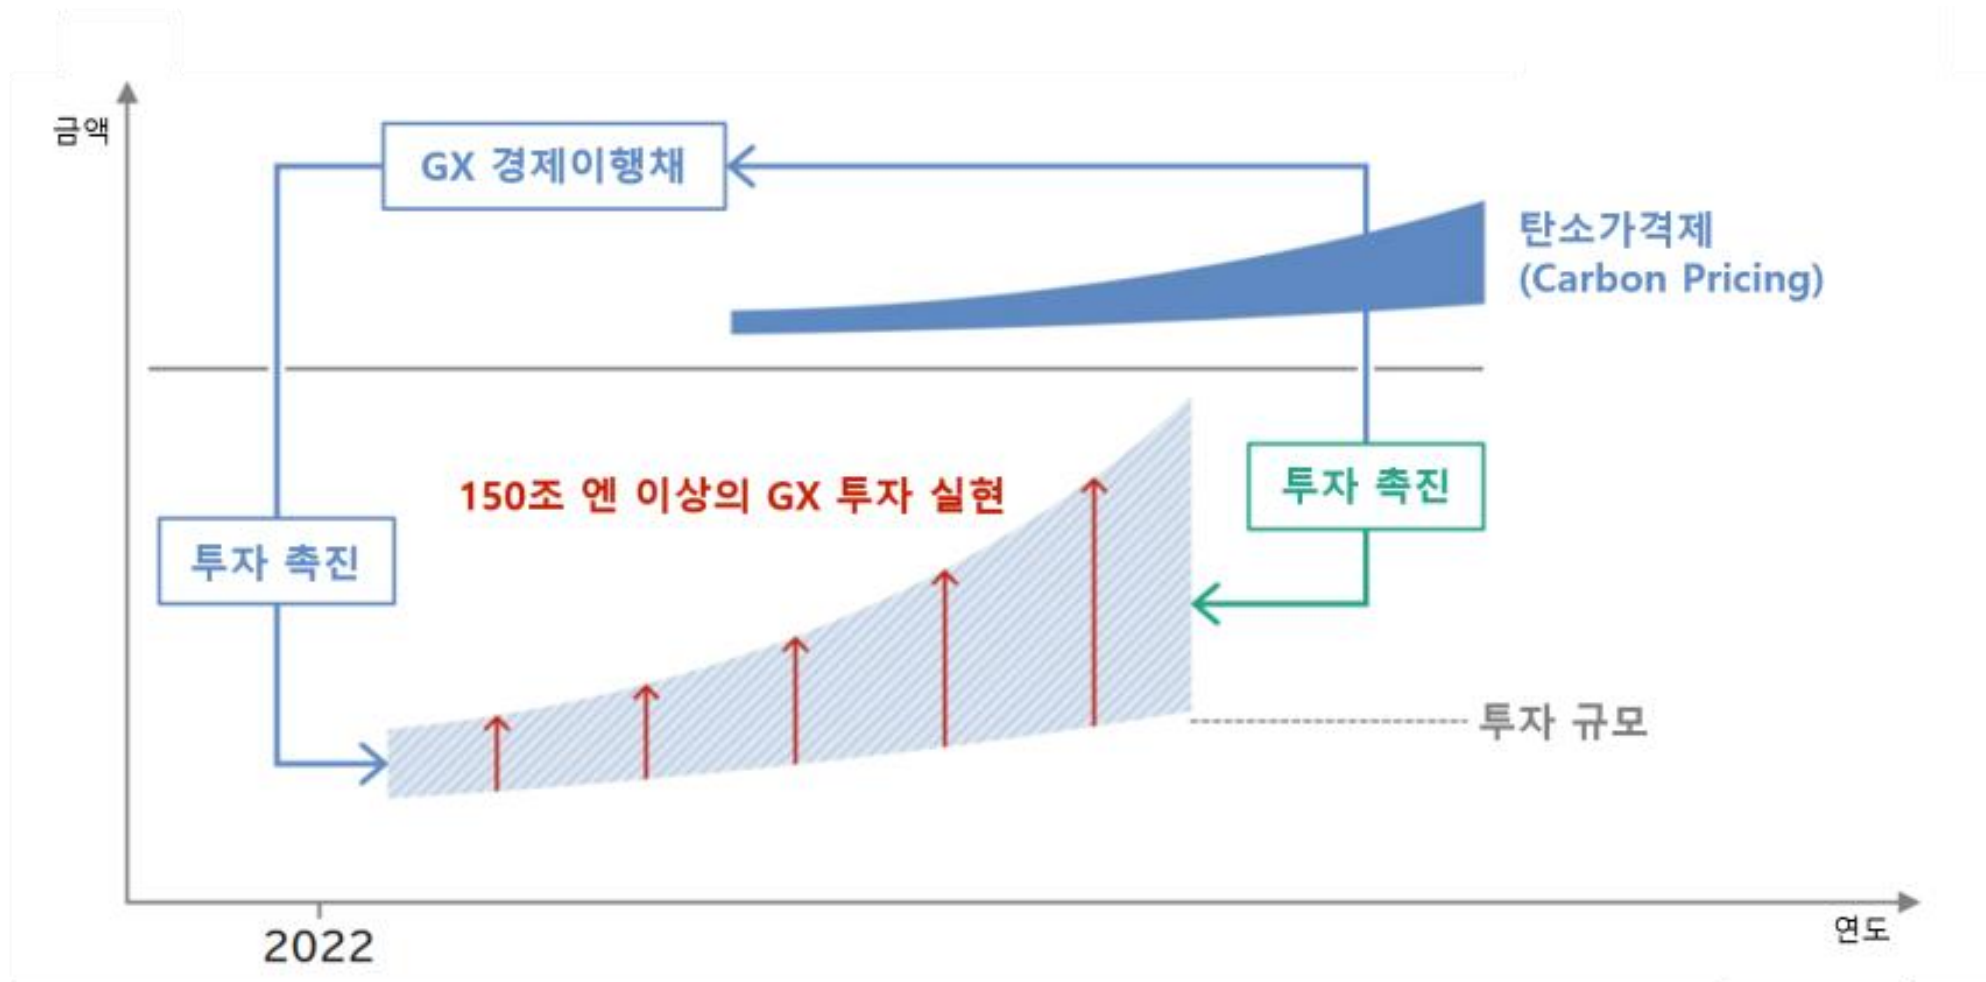 금액
GX 경제이행채
탄소가격제
(Carbon Pricing)
150조 엔 이상의 GX 투자 실현
투자 촉진
투자 촉진
투자 규모
2022
연도